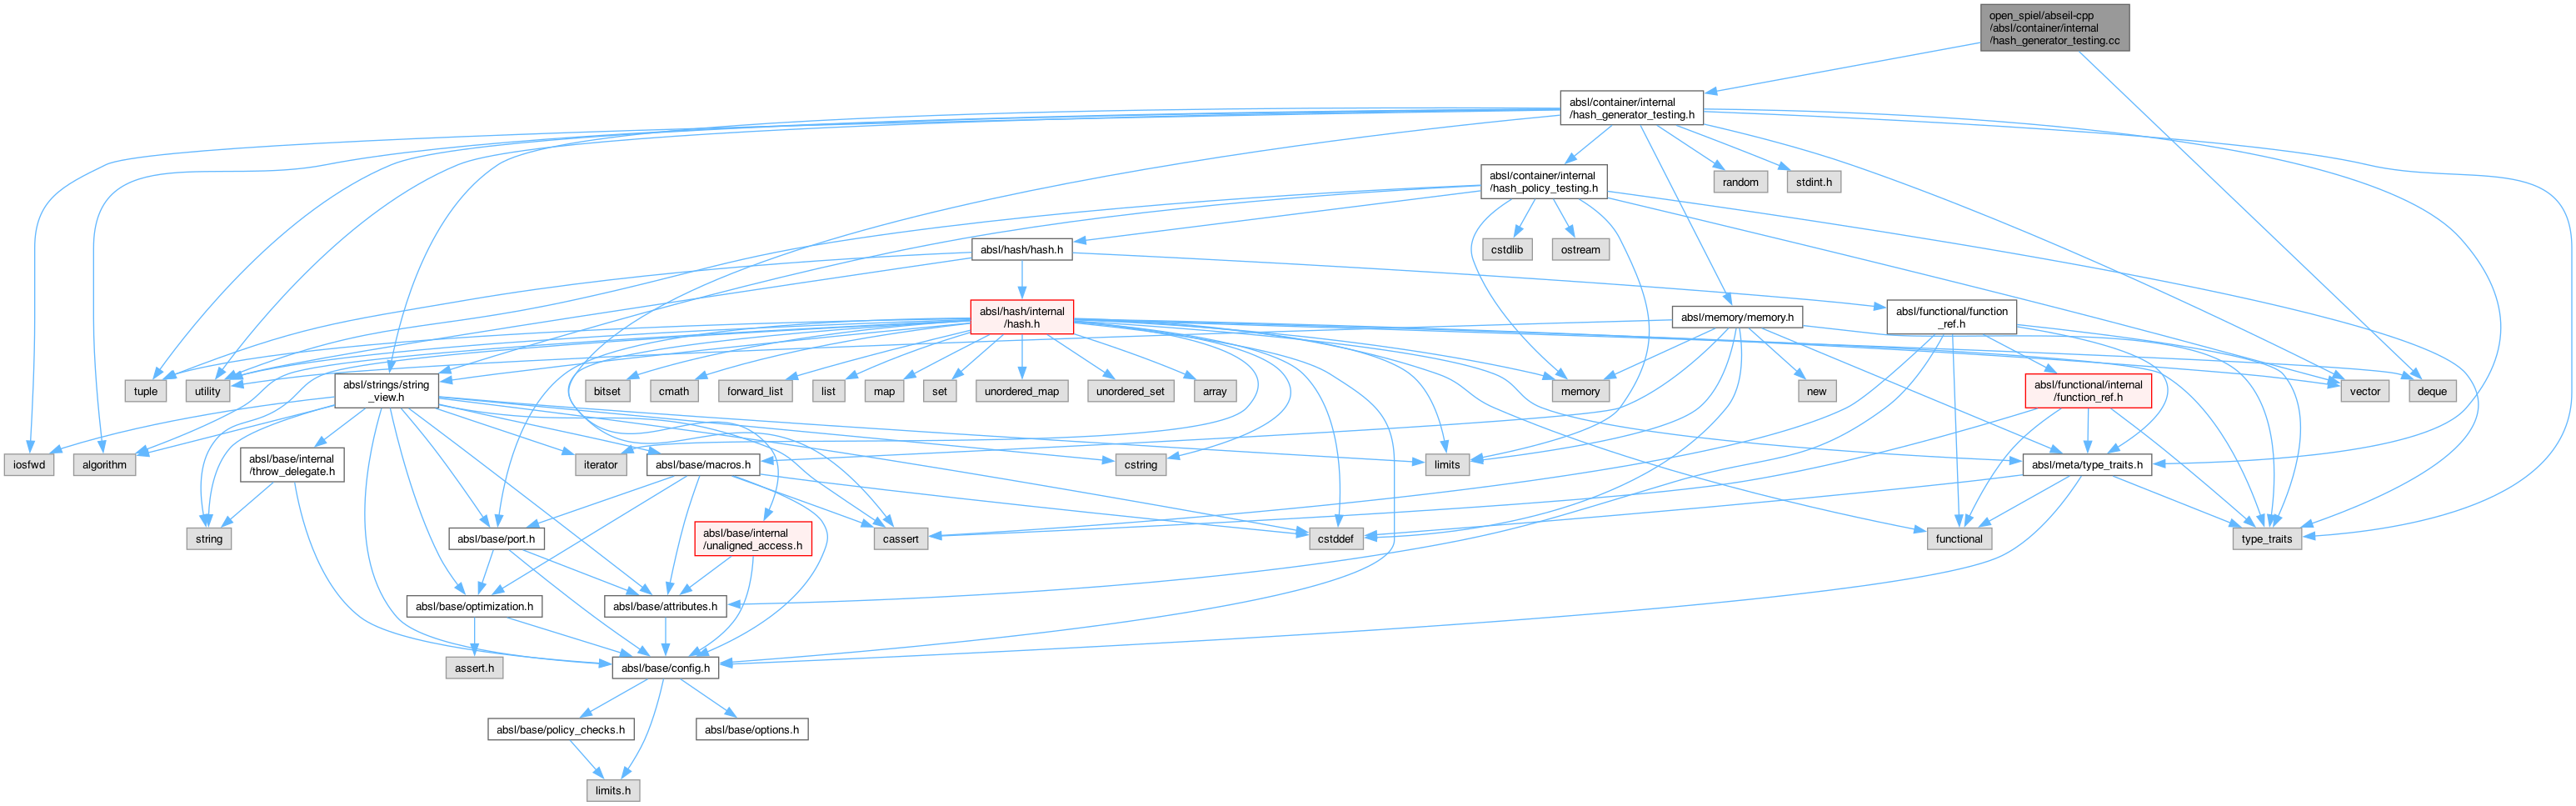 open_spiel/abseil-cpp
/absl/container/internal
/hash_generator_testing.cc
absl/container/internal
/hash_generator_testing.h
absl/container/internal
/hash_policy_testing.h
random
stdint.h
absl/hash/hash.h
cstdlib
ostream
absl/hash/internal
/hash.h
absl/memory/memory.h
absl/functional/function
_ref.h
tuple
utility
absl/strings/string
_view.h
bitset
cmath
forward_list
list
map
set
unordered_map
unordered_set
array
memory
new
absl/functional/internal
/function_ref.h
vector
deque
iosfwd
algorithm
absl/base/internal
/throw_delegate.h
iterator
absl/base/macros.h
cstring
limits
absl/meta/type_traits.h
string
absl/base/port.h
absl/base/internal
/unaligned_access.h
cassert
cstddef
functional
type_traits
absl/base/optimization.h
absl/base/attributes.h
assert.h
absl/base/config.h
absl/base/policy_checks.h
absl/base/options.h
limits.h